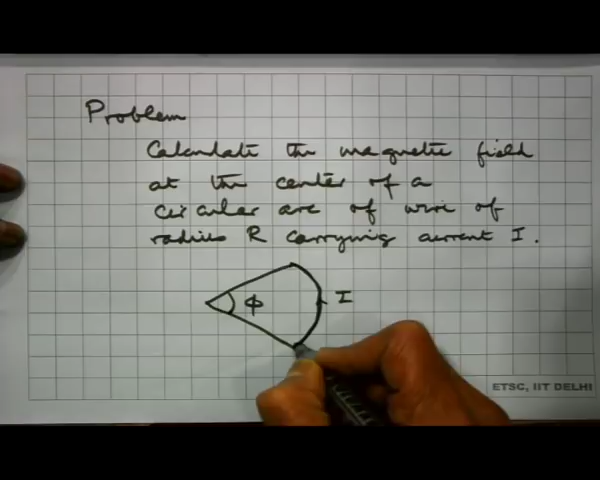 Problem
Calculate the magnetic field
at the center of a
circular arc of wire of
radius R carrying current I.
ϕ I
ETSC, IIT DELHI